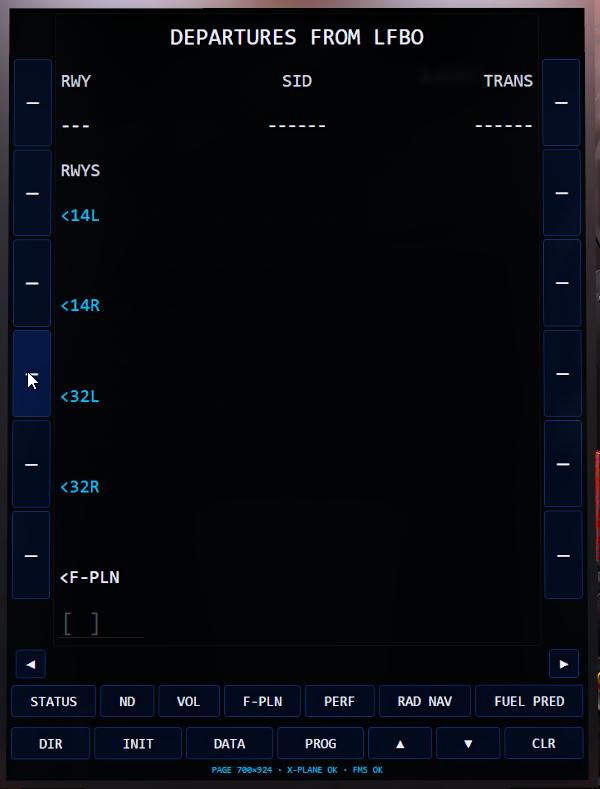 DEPARTURES FROM LFBO
RWY SID TRANS
--- ------ ------
RWYS
<14L
<14R
<32L
<32R
<F-PLN
[ ]
◀ ▶
STATUS ND VOL F-PLN PERF RAD NAV FUEL PRED
DIR INIT DATA PROG ▲ ▼ CLR
PAGE 700×924 · X-PLANE OK · FMS OK